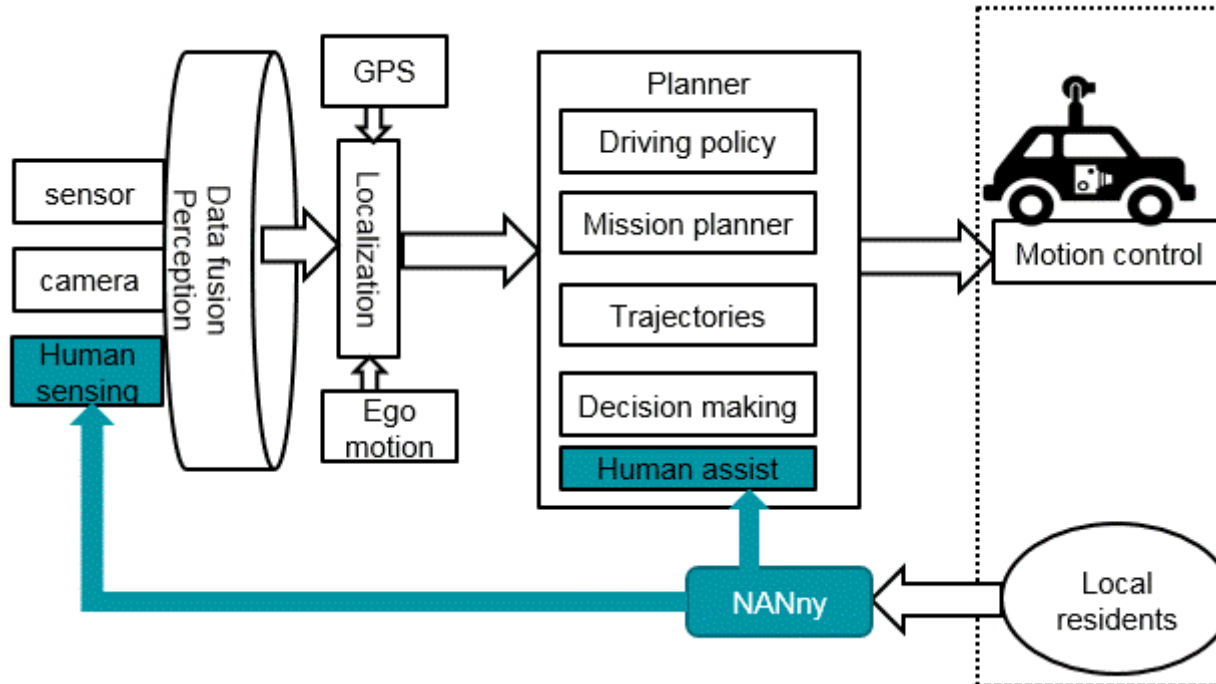 sensor
camera
Human
sensing
Data fusion
Perception
GPS
Localization
Ego
motion
Planner
Driving policy
Mission planner
Trajectories
Decision making
Human assist
Motion control
NANny
Local
residents